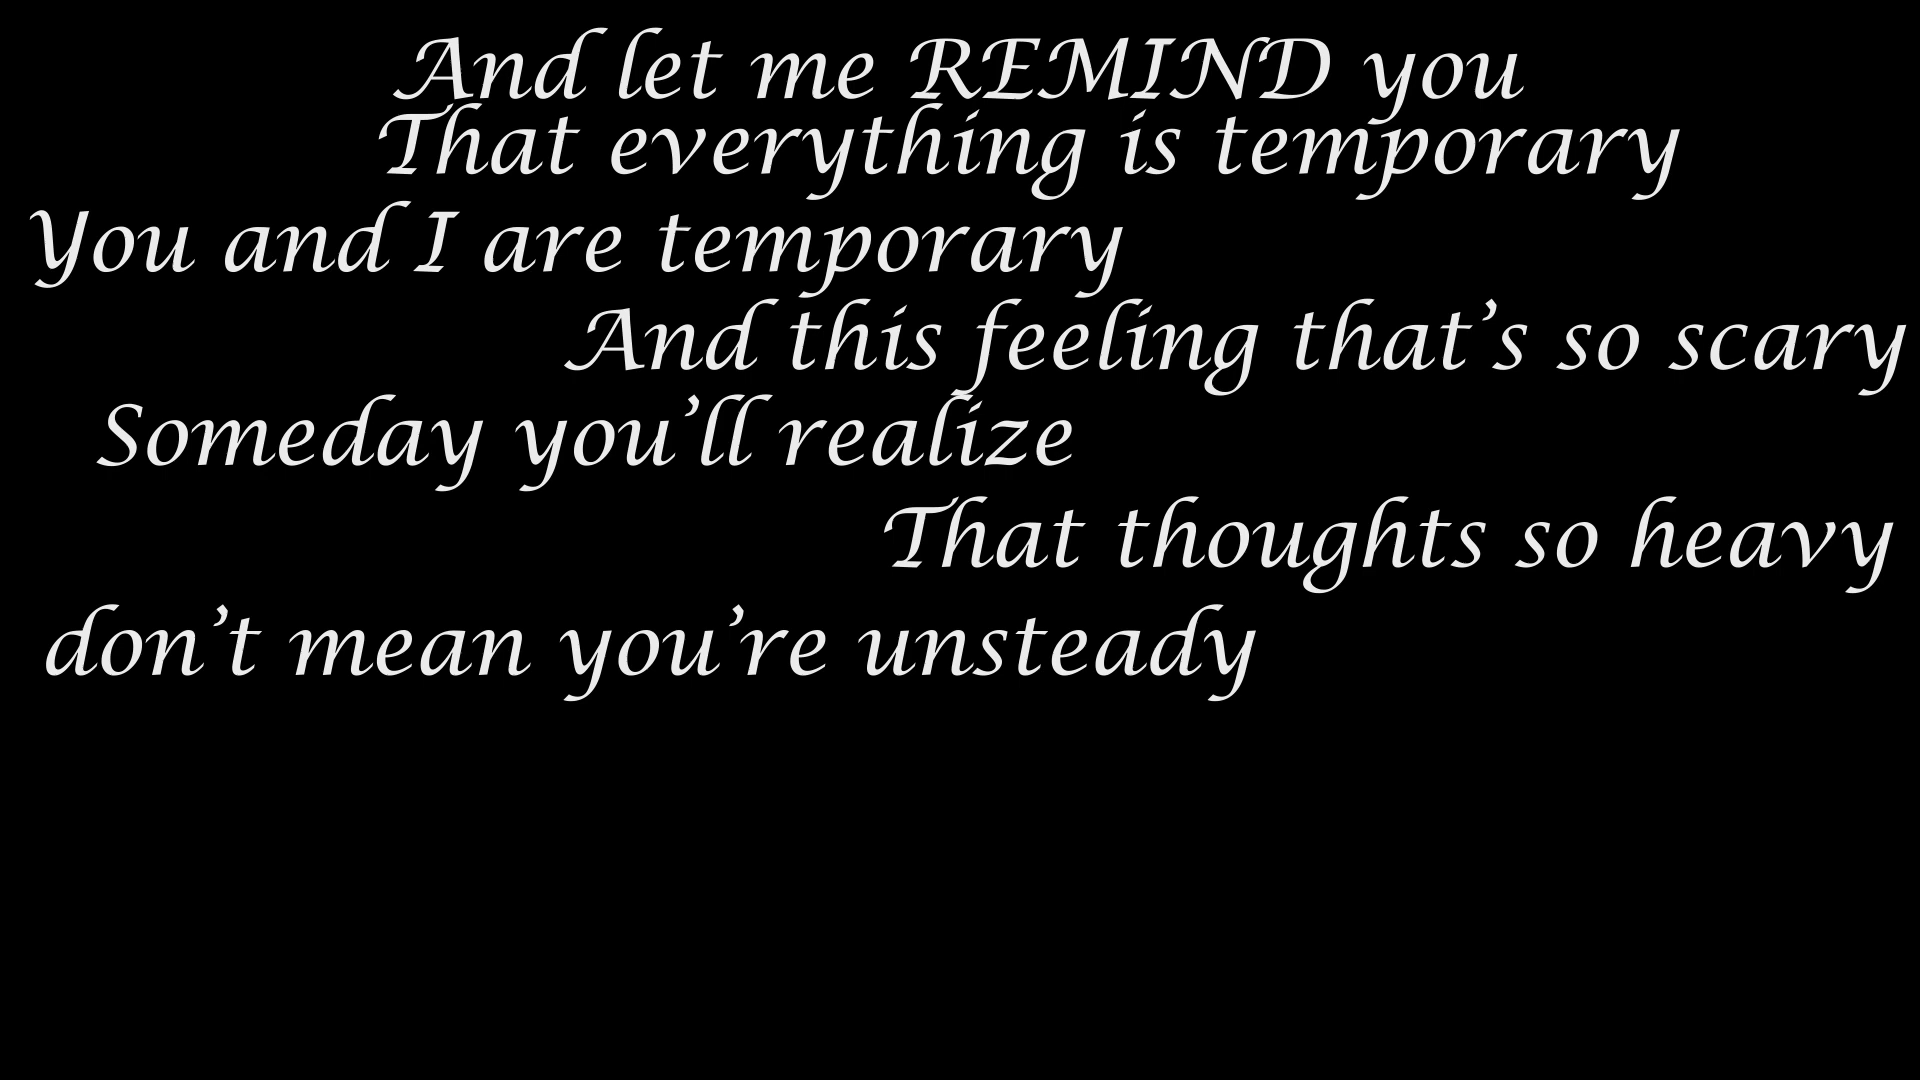 And let me REMIND you
That everything is temporary
You and I are temporary
And this feeling that’s so scary
Someday you’ll realize
That thoughts so heavy
don’t mean you’re unsteady